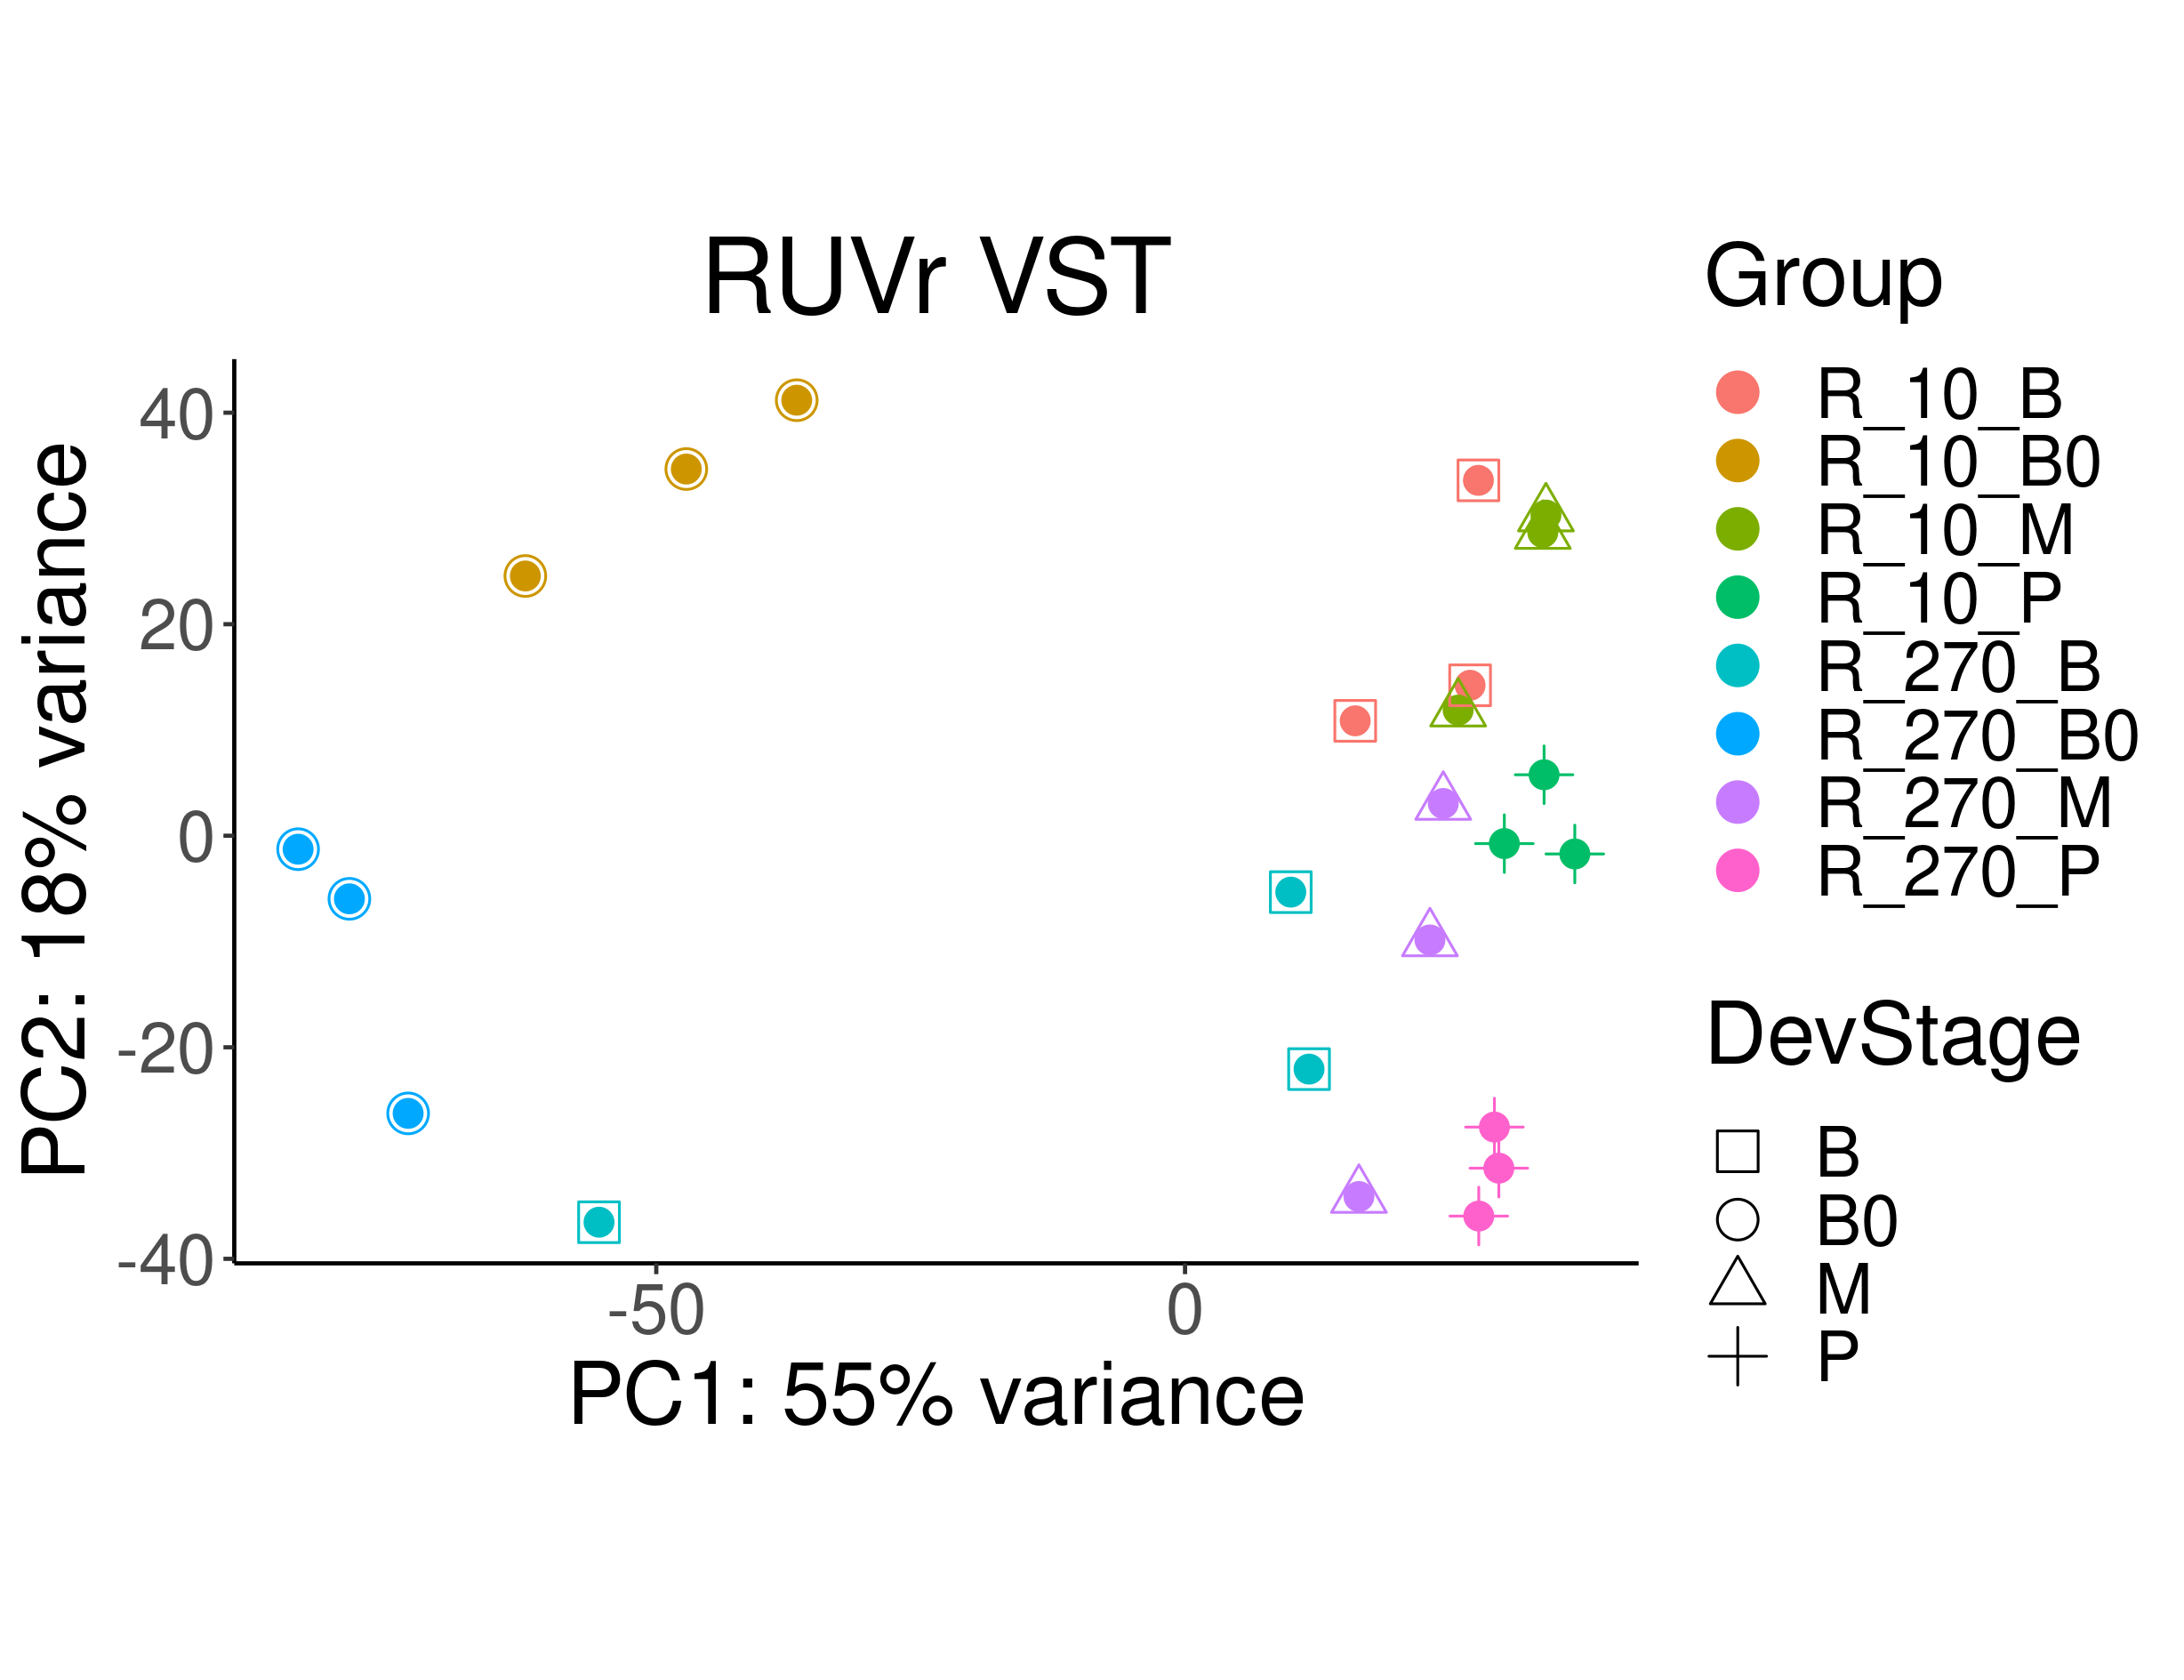 RUVr VST
PC2: 18% variance
40
20
0
-20
-40
-50
0
PC1: 55% variance
Group
R_10_B
R_10_B0
R_10_M
R_10_P
R_270_B
R_270_B0
R_270_M
R_270_P
DevStage
B
B0
M
P